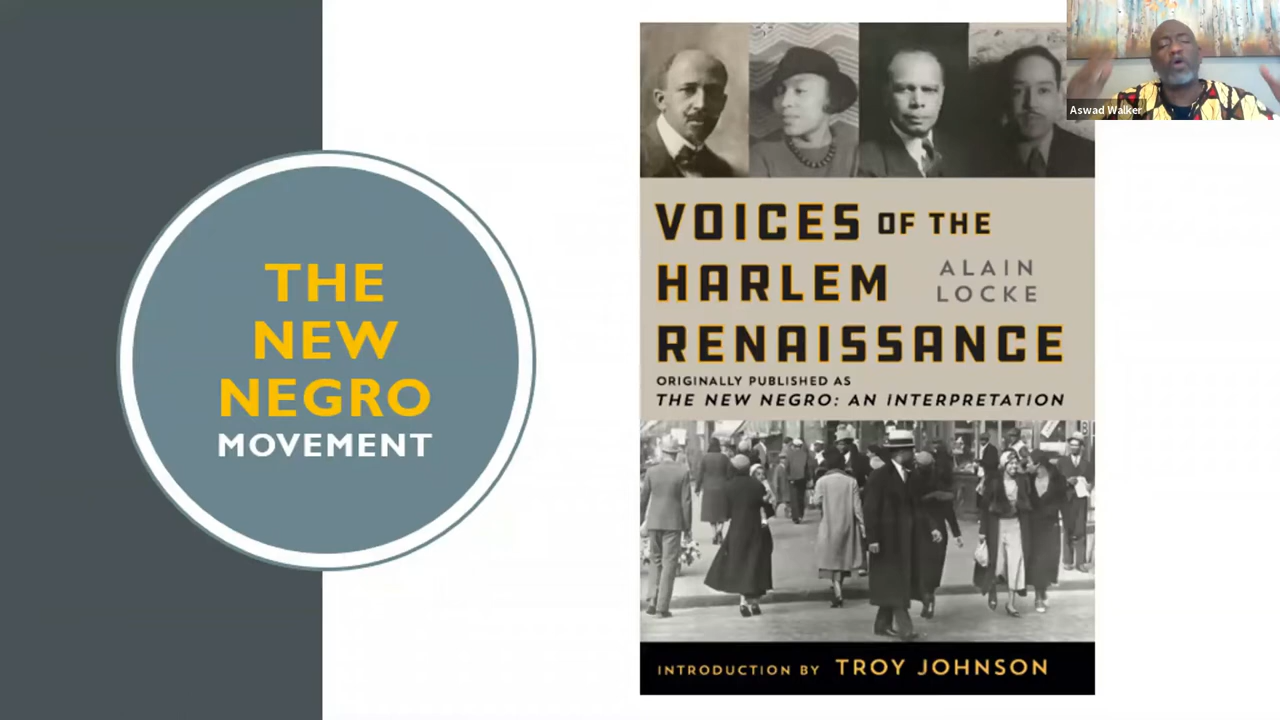 THE
NEW
NEGRO
MOVEMENT
VOICES OF THE
HARLEM
RENAISSANCE
ALAIN
LOCKE
ORIGINALLY PUBLISHED AS
THE NEW NEGRO: AN INTERPRETATION
INTRODUCTION BY TROY JOHNSON
Aswad Walker